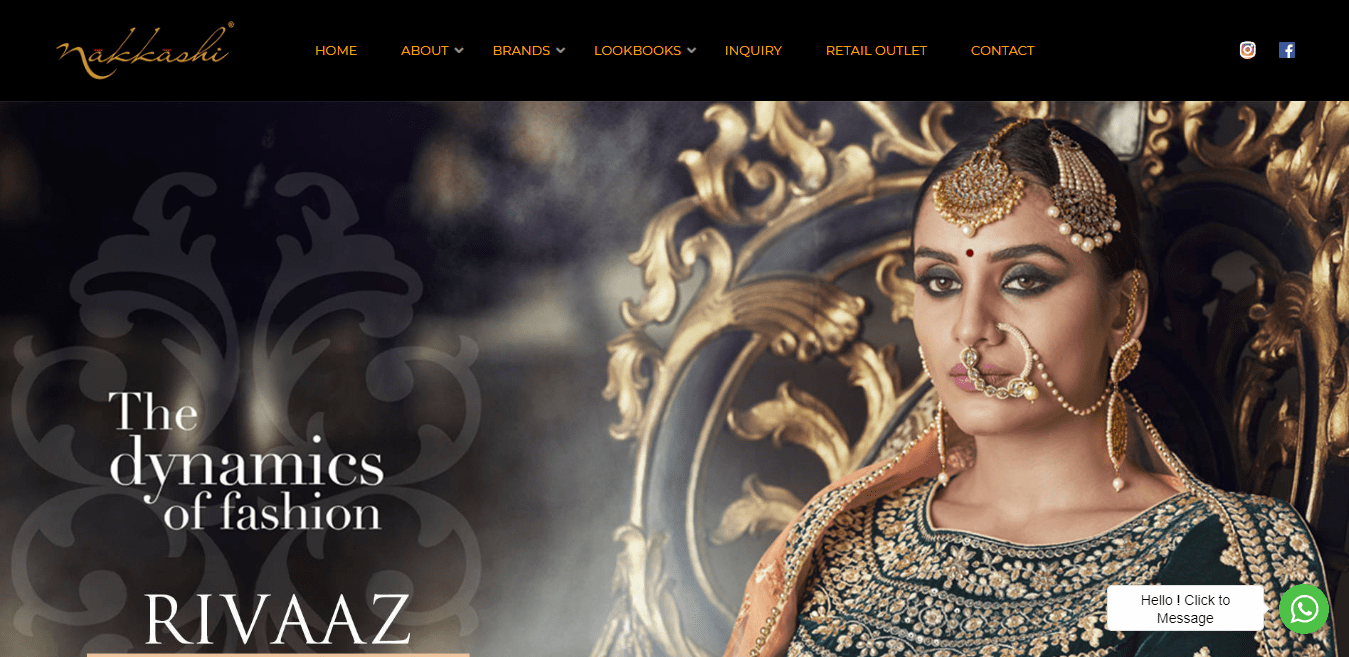 nakkashi®
HOME ABOUT BRANDS LOOKBOOKS INQUIRY RETAIL OUTLET CONTACT
The
dynamics
of fashion
RIVAAZ
Hello ! Click to
Message